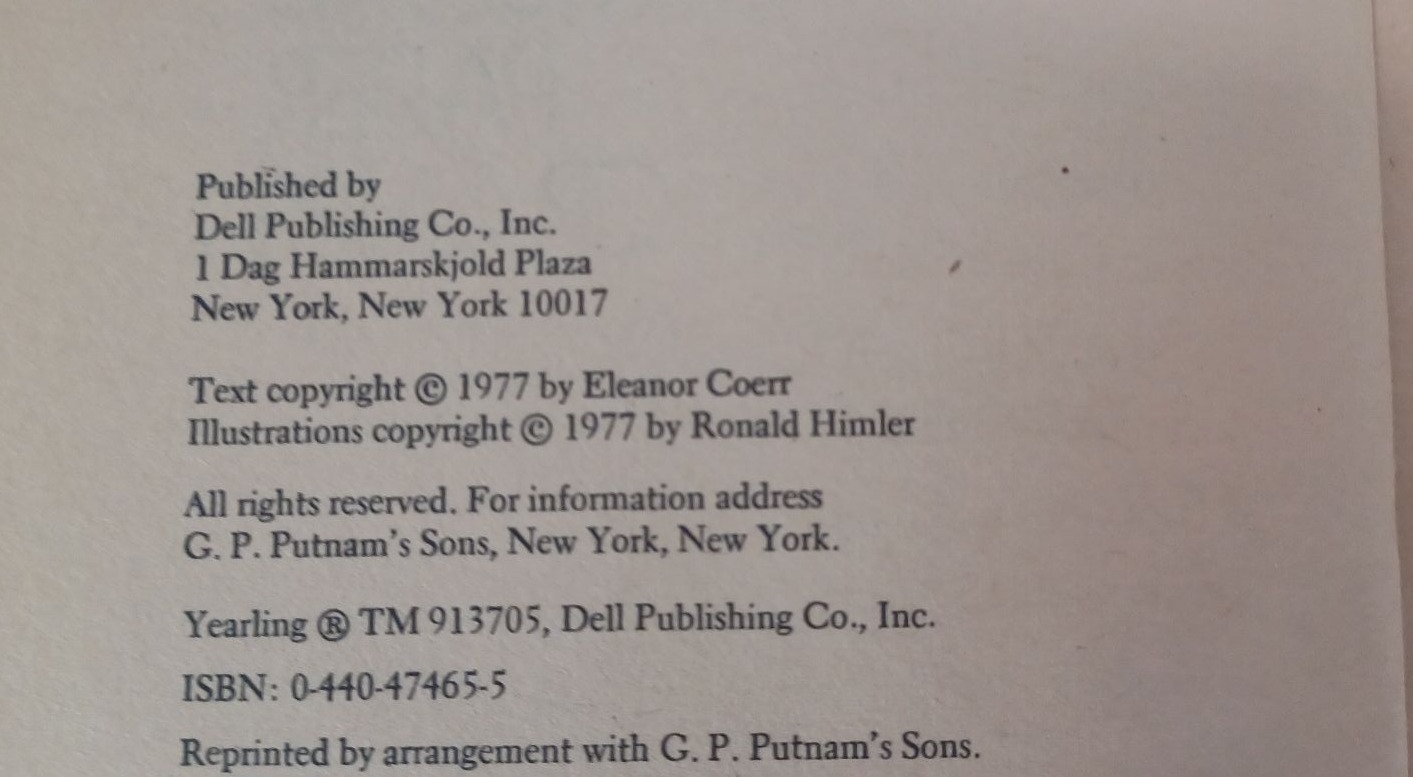 Published by
Dell Publishing Co., Inc.
1 Dag Hammarskjold Plaza
New York, New York 10017
Text copyright © 1977 by Eleanor Coerr
Illustrations copyright © 1977 by Ronald Himler
All rights reserved. For information address
G. P. Putnam's Sons, New York, New York.
Yearling ® TM 913705, Dell Publishing Co., Inc.
ISBN: 0-440-47465-5
Reprinted by arrangement with G. P. Putnam's Sons.